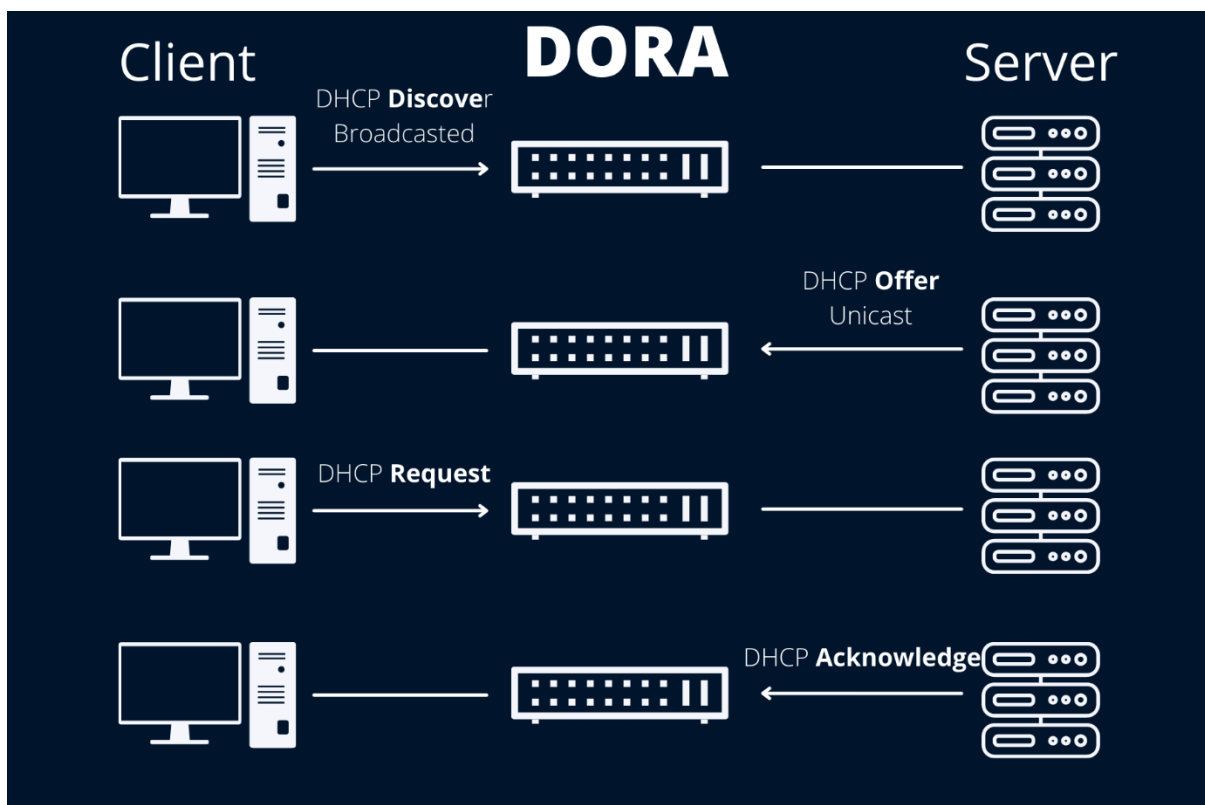 Client
DORA
Server
DHCP Discover
Broadcasted
DHCP Offer
Unicast
DHCP Request
DHCP Acknowledge